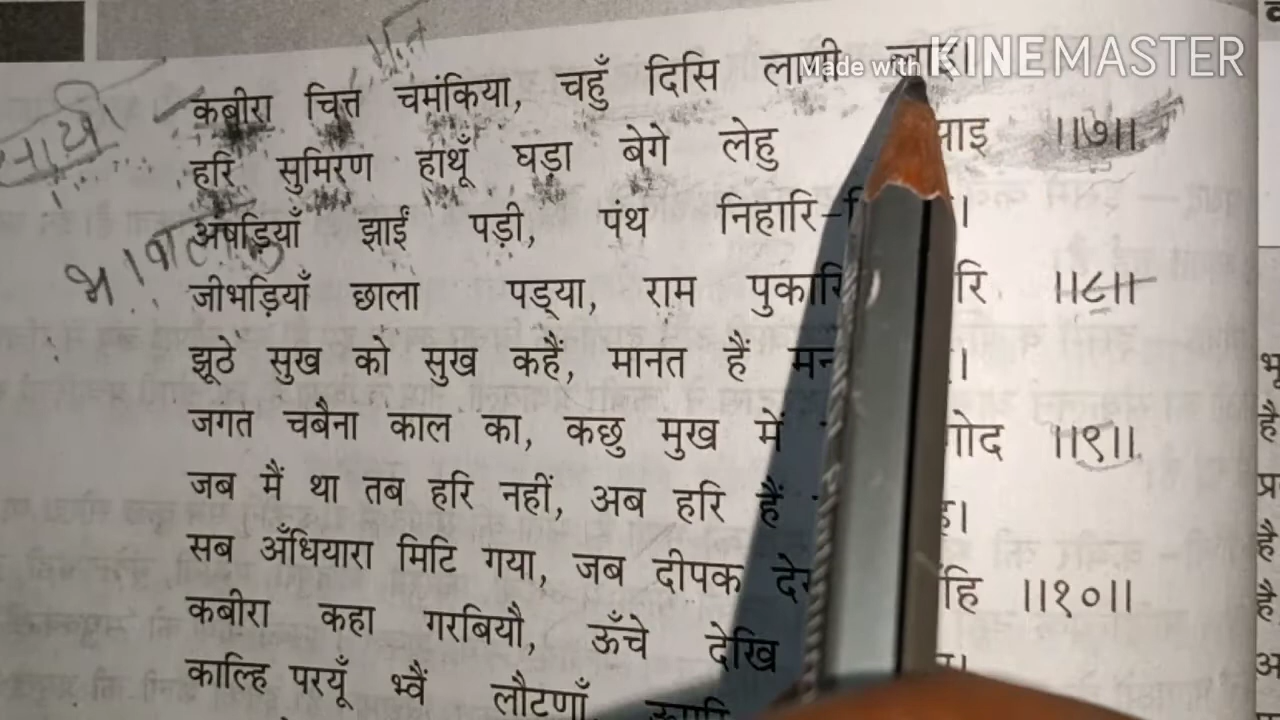 Made with KINEMASTER
कबीरा चित्त चमंकिया, चहुँ दिसि लागी
हरि सुमिरण हाथूँ घड़ा बेगे लेहु ॥७॥
अंषड़ियाँ झाईं पड़ी, पंथ निहारि-
जीभड़ियाँ छाला पड्या, राम पुकारि ॥८॥
झूठे सुख को सुख कहैं, मानत हैं मन
जगत चबैना काल का, कछु मुख में गोद ॥९॥
जब मैं था तब हरि नहीं, अब हरि हैं
सब अँधियारा मिटि गया, जब दीपक ॥१०॥
कबीरा कहा गरबियौ, ऊँचे देखि
काल्हि परयूँ भ्वैं लौटणाँ,